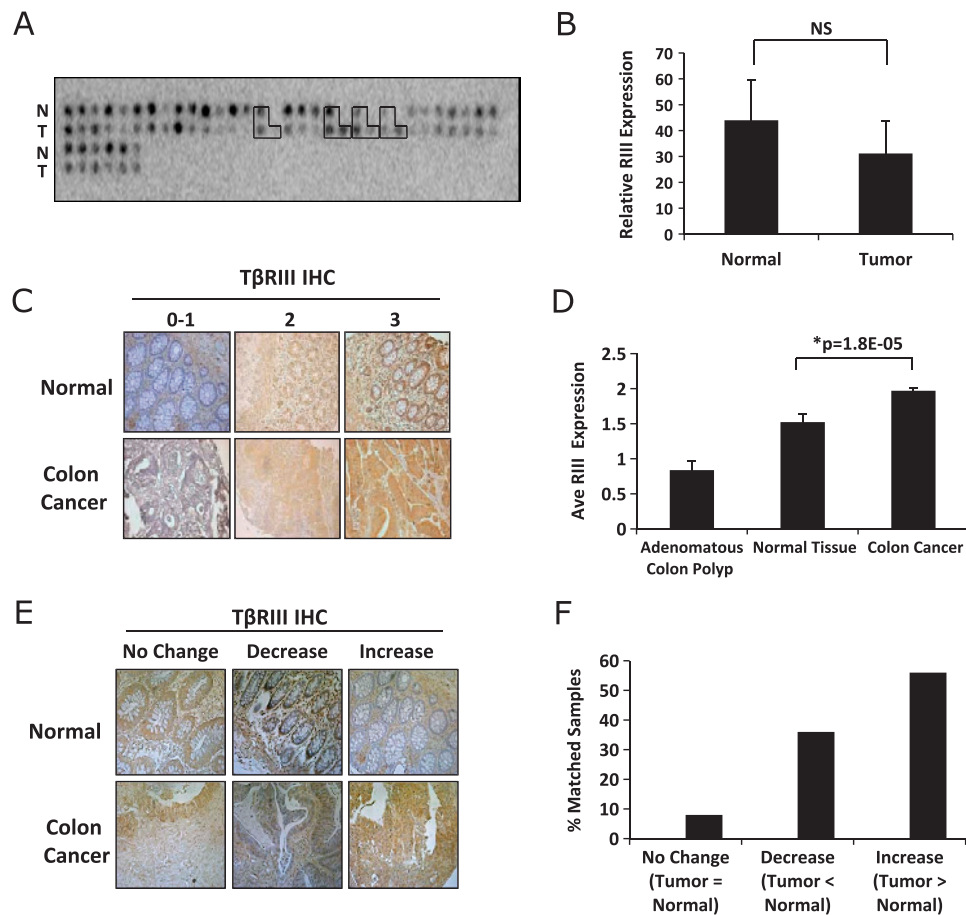 A
N
T
N
T
B
NS
Relative RIII Expression
70
60
50
40
30
20
10
0
Normal
Tumor
C
TβRIII IHC
0-1
2
3
Normal
Colon
Cancer
D
*p=1.8E-05
Ave RIII Expression
2.5
2
1.5
1
0.5
0
Adenomatous
Colon Polyp
Normal Tissue
Colon Cancer
E
TβRIII IHC
No Change
Decrease
Increase
Normal
Colon
Cancer
F
% Matched Samples
60
50
40
30
20
10
0
No Change
(Tumor =
Normal)
Decrease
(Tumor <
Normal)
Increase
(Tumor >
Normal)